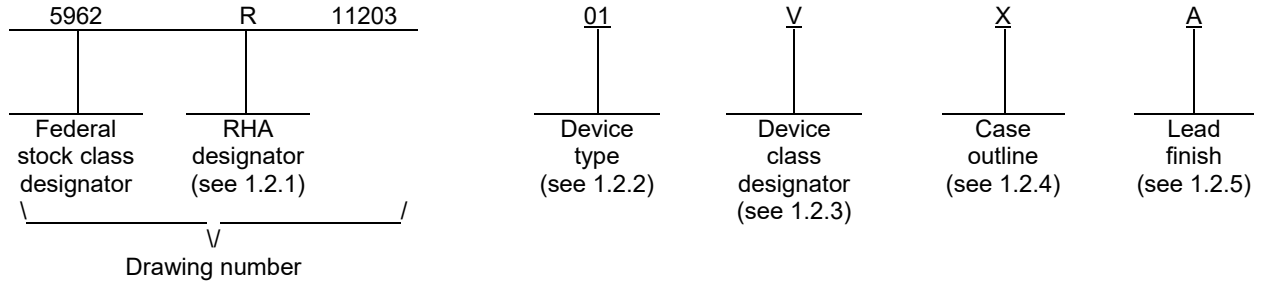 5962 R 11203 01 V X A
Federal stock class designator
RHA designator (see 1.2.1)
Device type (see 1.2.2)
Device class designator (see 1.2.3)
Case outline (see 1.2.4)
Lead finish (see 1.2.5)
\ /
\/
Drawing number